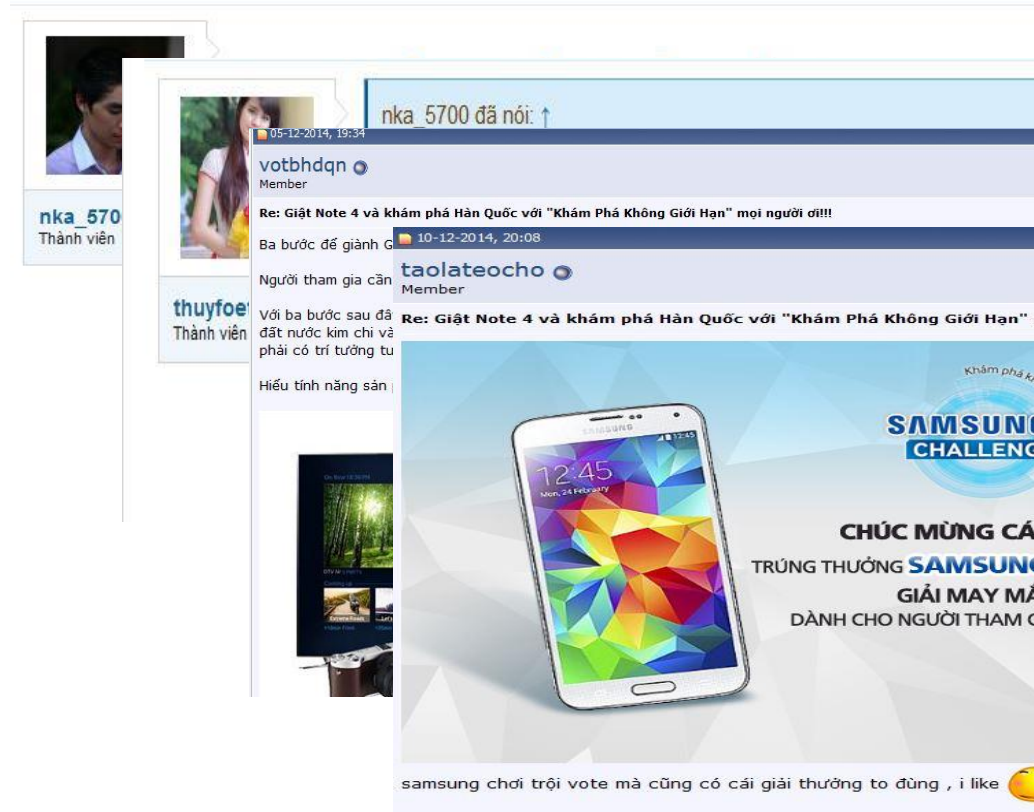 nka_570
Thành viên
nka_5700 đã nói: ↑
thuyfoe
Thành viên
05-12-2014, 19:34
votbhdqn
Member
Re: Giật Note 4 và khám phá Hàn Quốc với "Khám Phá Không Giới Hạn" mọi người ơi!!!
Ba bước để giành G
Người tham gia cần
Với ba bước sau đâ
đất nước kim chi và
phải có trí tưởng tư
Hiểu tính năng sản
10-12-2014, 20:08
taolateocho
Member
Re: Giật Note 4 và khám phá Hàn Quốc với "Khám Phá Không Giới Hạn"
Khám phá
SAMSUNG
CHALLENG
SAMSUNG
12:45
12:45
Mon, 24 February
CHÚC MỪNG CÁ
TRÚNG THƯỞNG SAMSUNG
GIẢI MAY MẮ
DÀNH CHO NGƯỜI THAM G
samsung chơi trội vote mà cũng có cái giải thưởng to đùng , i like